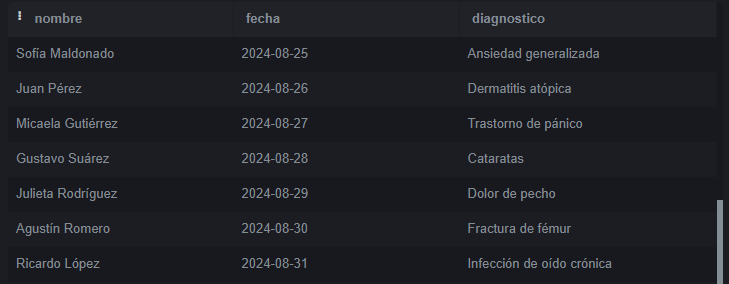 nombre fecha diagnostico
Sofía Maldonado 2024-08-25 Ansiedad generalizada
Juan Pérez 2024-08-26 Dermatitis atópica
Micaela Gutiérrez 2024-08-27 Trastorno de pánico
Gustavo Suárez 2024-08-28 Cataratas
Julieta Rodríguez 2024-08-29 Dolor de pecho
Agustín Romero 2024-08-30 Fractura de fémur
Ricardo López 2024-08-31 Infección de oído crónica